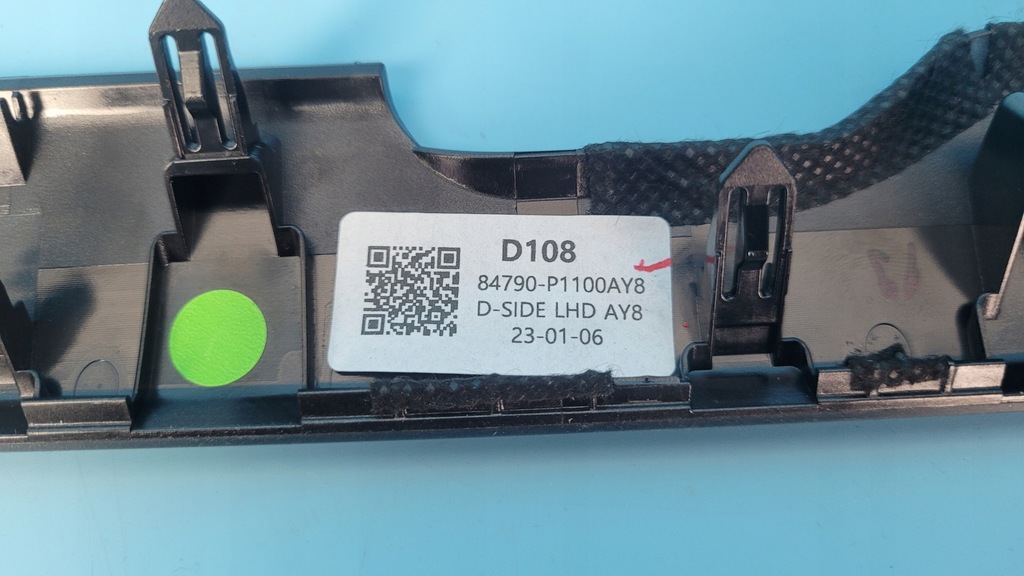 D108
84790-P1100AY8
D-SIDE LHD AY8
23-01-06